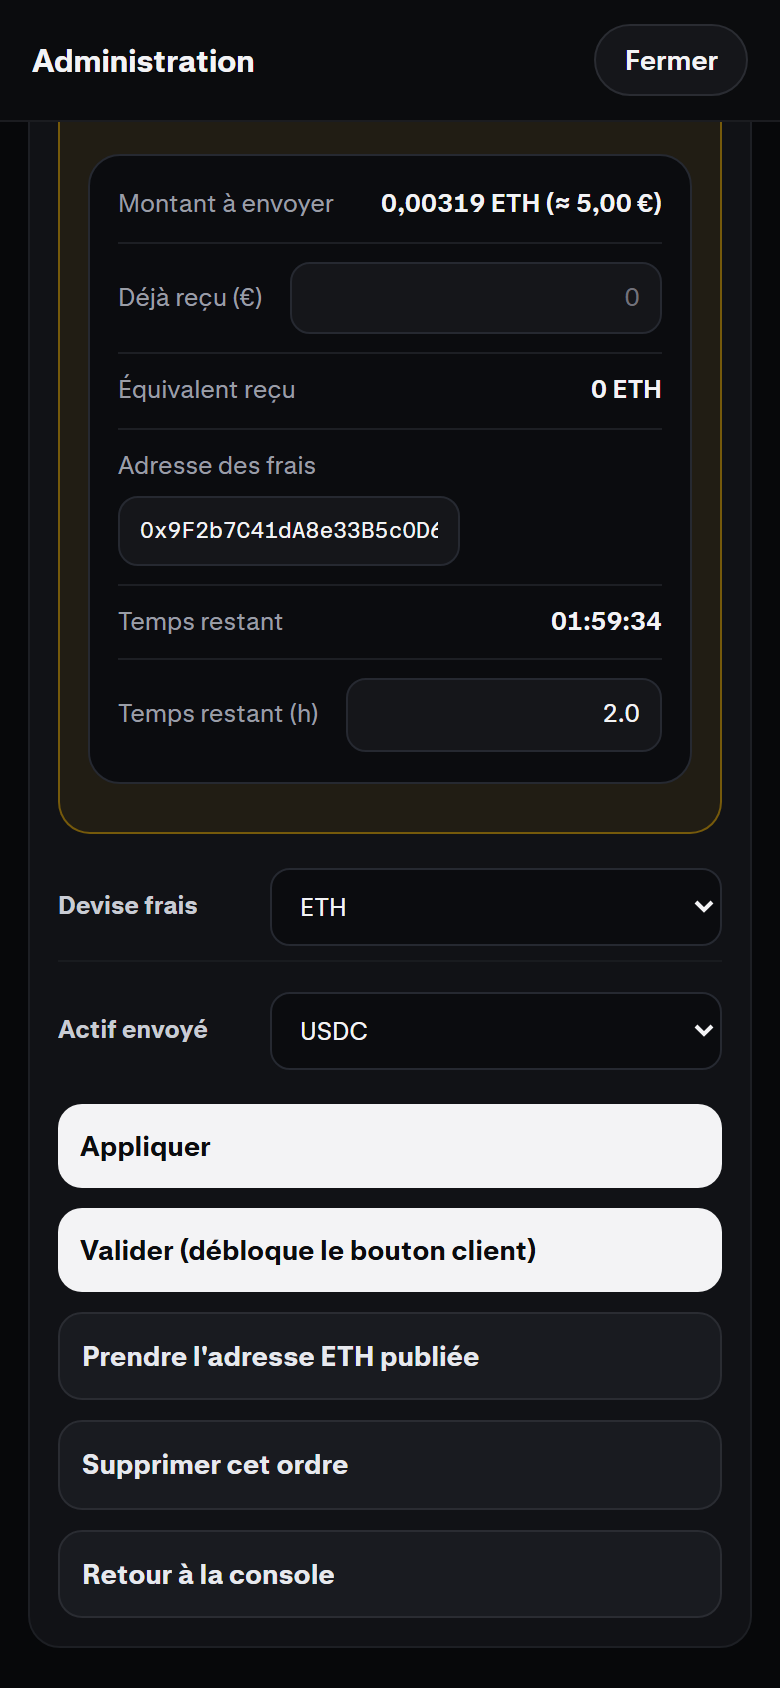 Administration
Fermer
Montant à envoyer 0,00319 ETH (≈ 5,00 €)
Déjà reçu (€) 0
Équivalent reçu 0 ETH
Adresse des frais
0x9F2b7C41dA8e33B5c0D6
Temps restant 01:59:34
Temps restant (h) 2.0
Devise frais ETH
Actif envoyé USDC
Appliquer
Valider (débloque le bouton client)
Prendre l'adresse ETH publiée
Supprimer cet ordre
Retour à la console